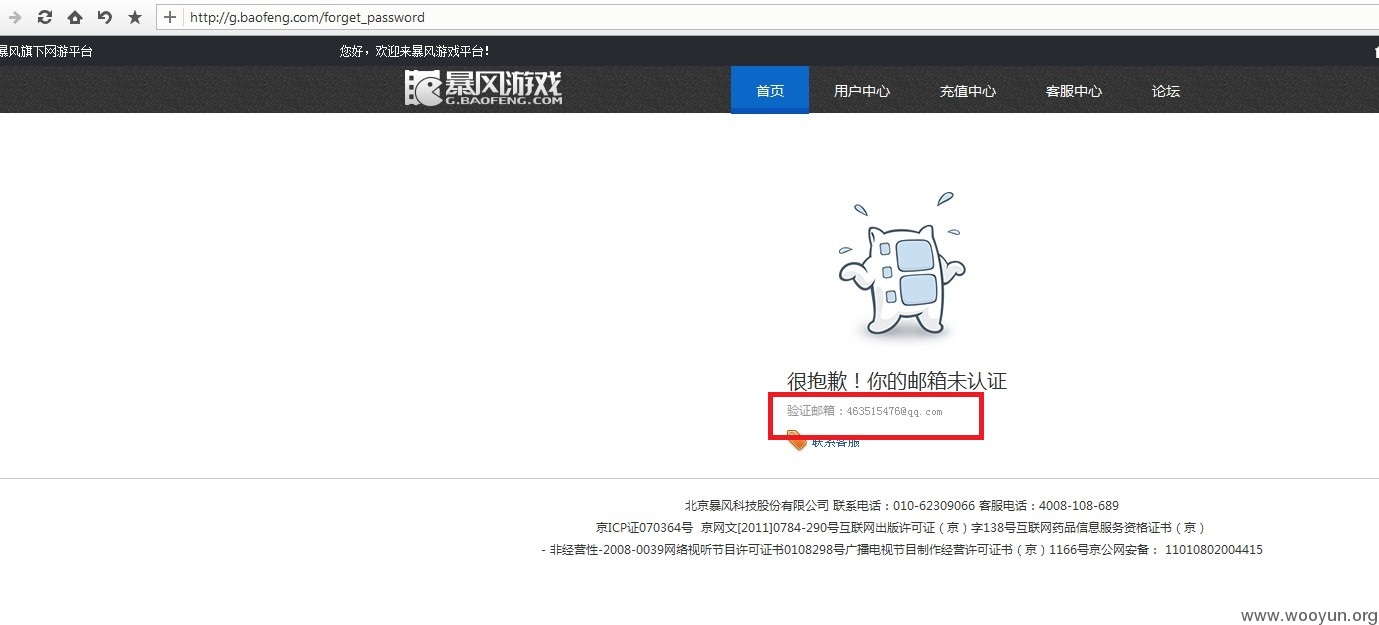 http://g.baofeng.com/forget_password
暴风旗下网游平台
您好，欢迎来暴风游戏平台！
暴风游戏
G.BAOFENG.COM
首页
用户中心
充值中心
客服中心
论坛
很抱歉！你的邮箱未认证
验证邮箱：463515476@qq.com
联系客服
北京暴风科技股份有限公司 联系电话：010-62309066 客服电话：4008-108-689
京ICP证070364号 京网文[2011]0784-290号互联网出版许可证（京）字138号互联网药品信息服务资格证书（京）
- 非经营性-2008-0039网络视听节目许可证书0108298号广播电视节目制作经营许可证书（京）1166号京公网安备： 11010802004415
www.wooyun.org